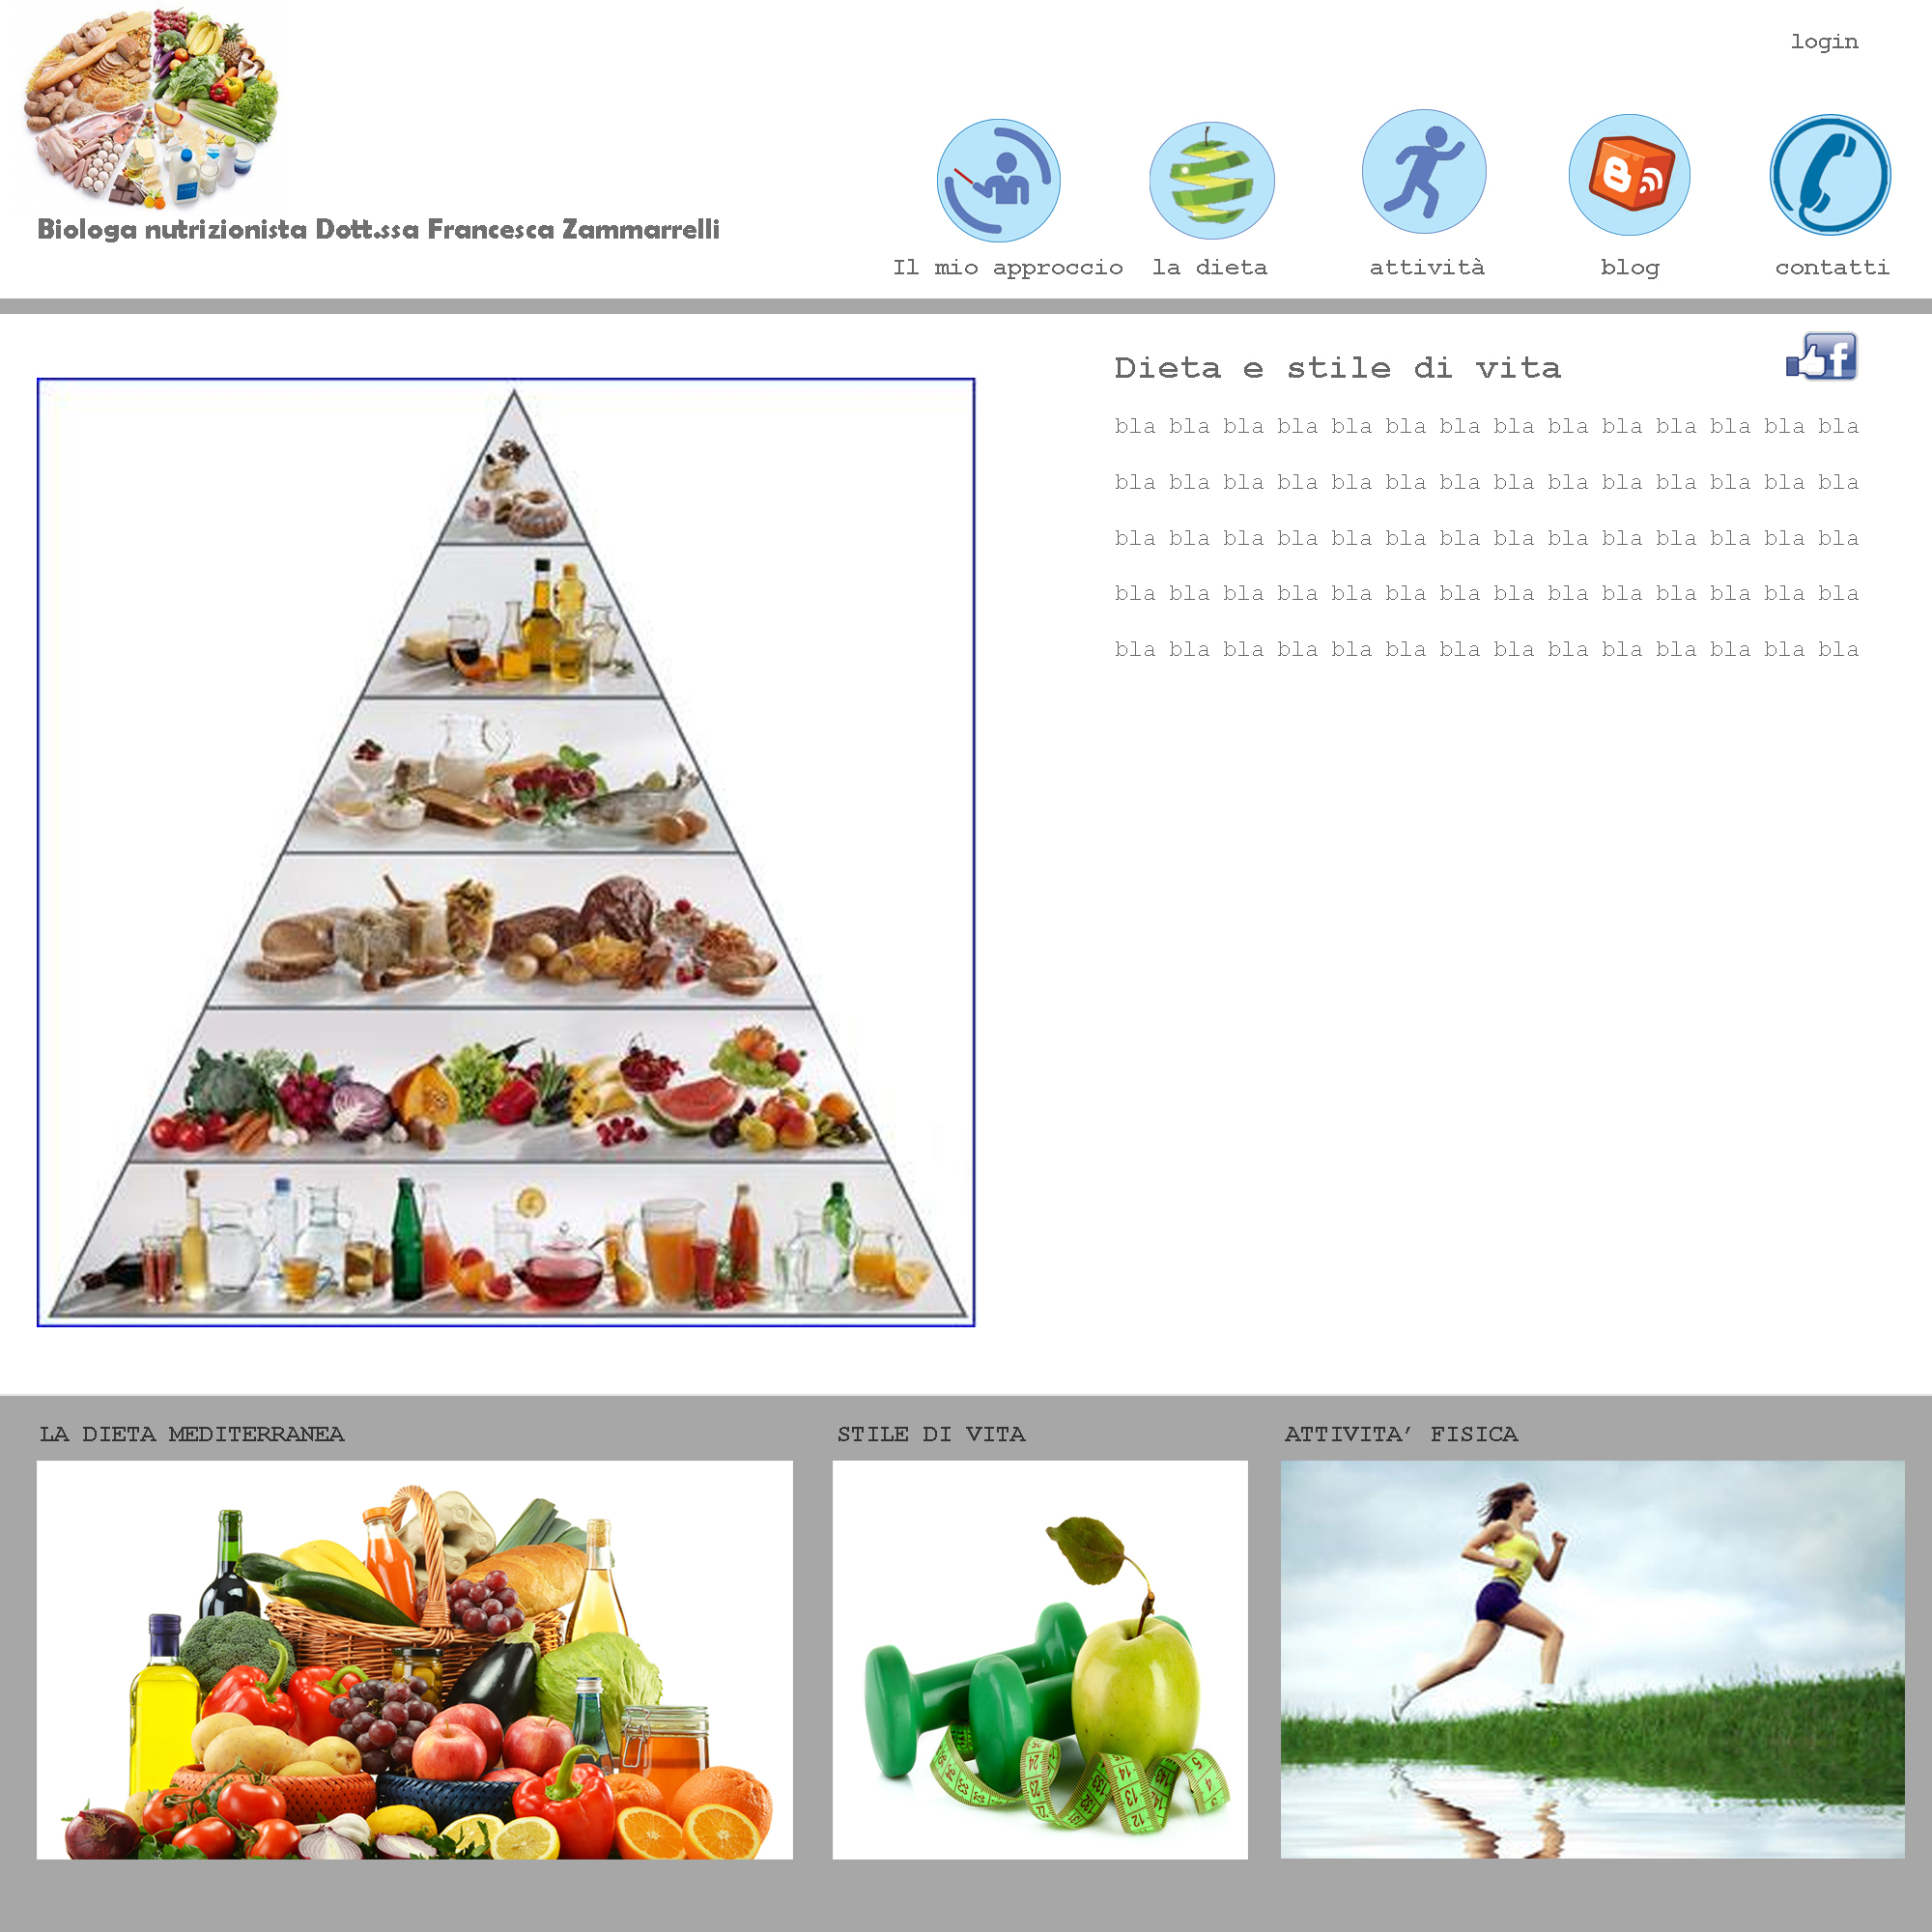 login
Biologa nutrizionista Dott.ssa Francesca Zammarrelli
Il mio approccio
la dieta
attività
blog
contatti
Dieta e stile di vita
bla bla bla bla bla bla bla bla bla bla bla bla bla bla
bla bla bla bla bla bla bla bla bla bla bla bla bla bla
bla bla bla bla bla bla bla bla bla bla bla bla bla bla
bla bla bla bla bla bla bla bla bla bla bla bla bla bla
bla bla bla bla bla bla bla bla bla bla bla bla bla bla
LA DIETA MEDITERRANEA
STILE DI VITA
ATTIVITA’ FISICA